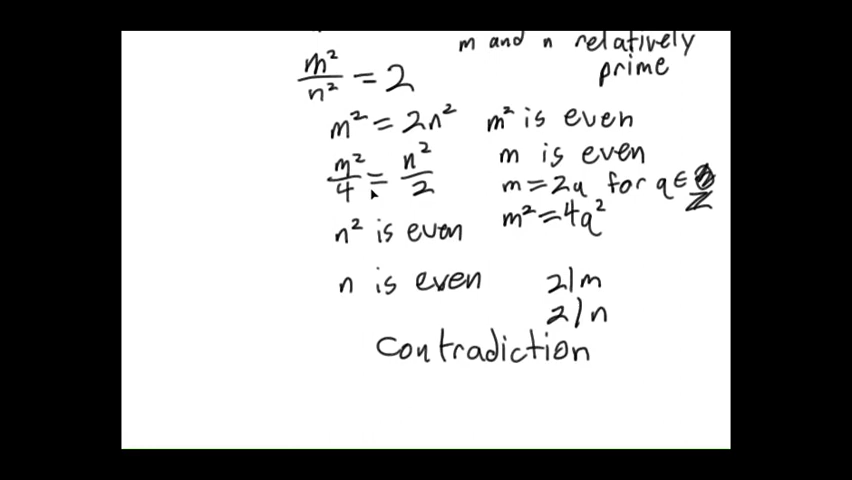 m and n relatively
prime
m²/n² = 2
m² = 2n² m² is even
m is even
m²/4 = n²/2 m = 2q for q ∈ ℤ
m² = 4q²
n² is even
n is even 2|m
2|n
Contradiction